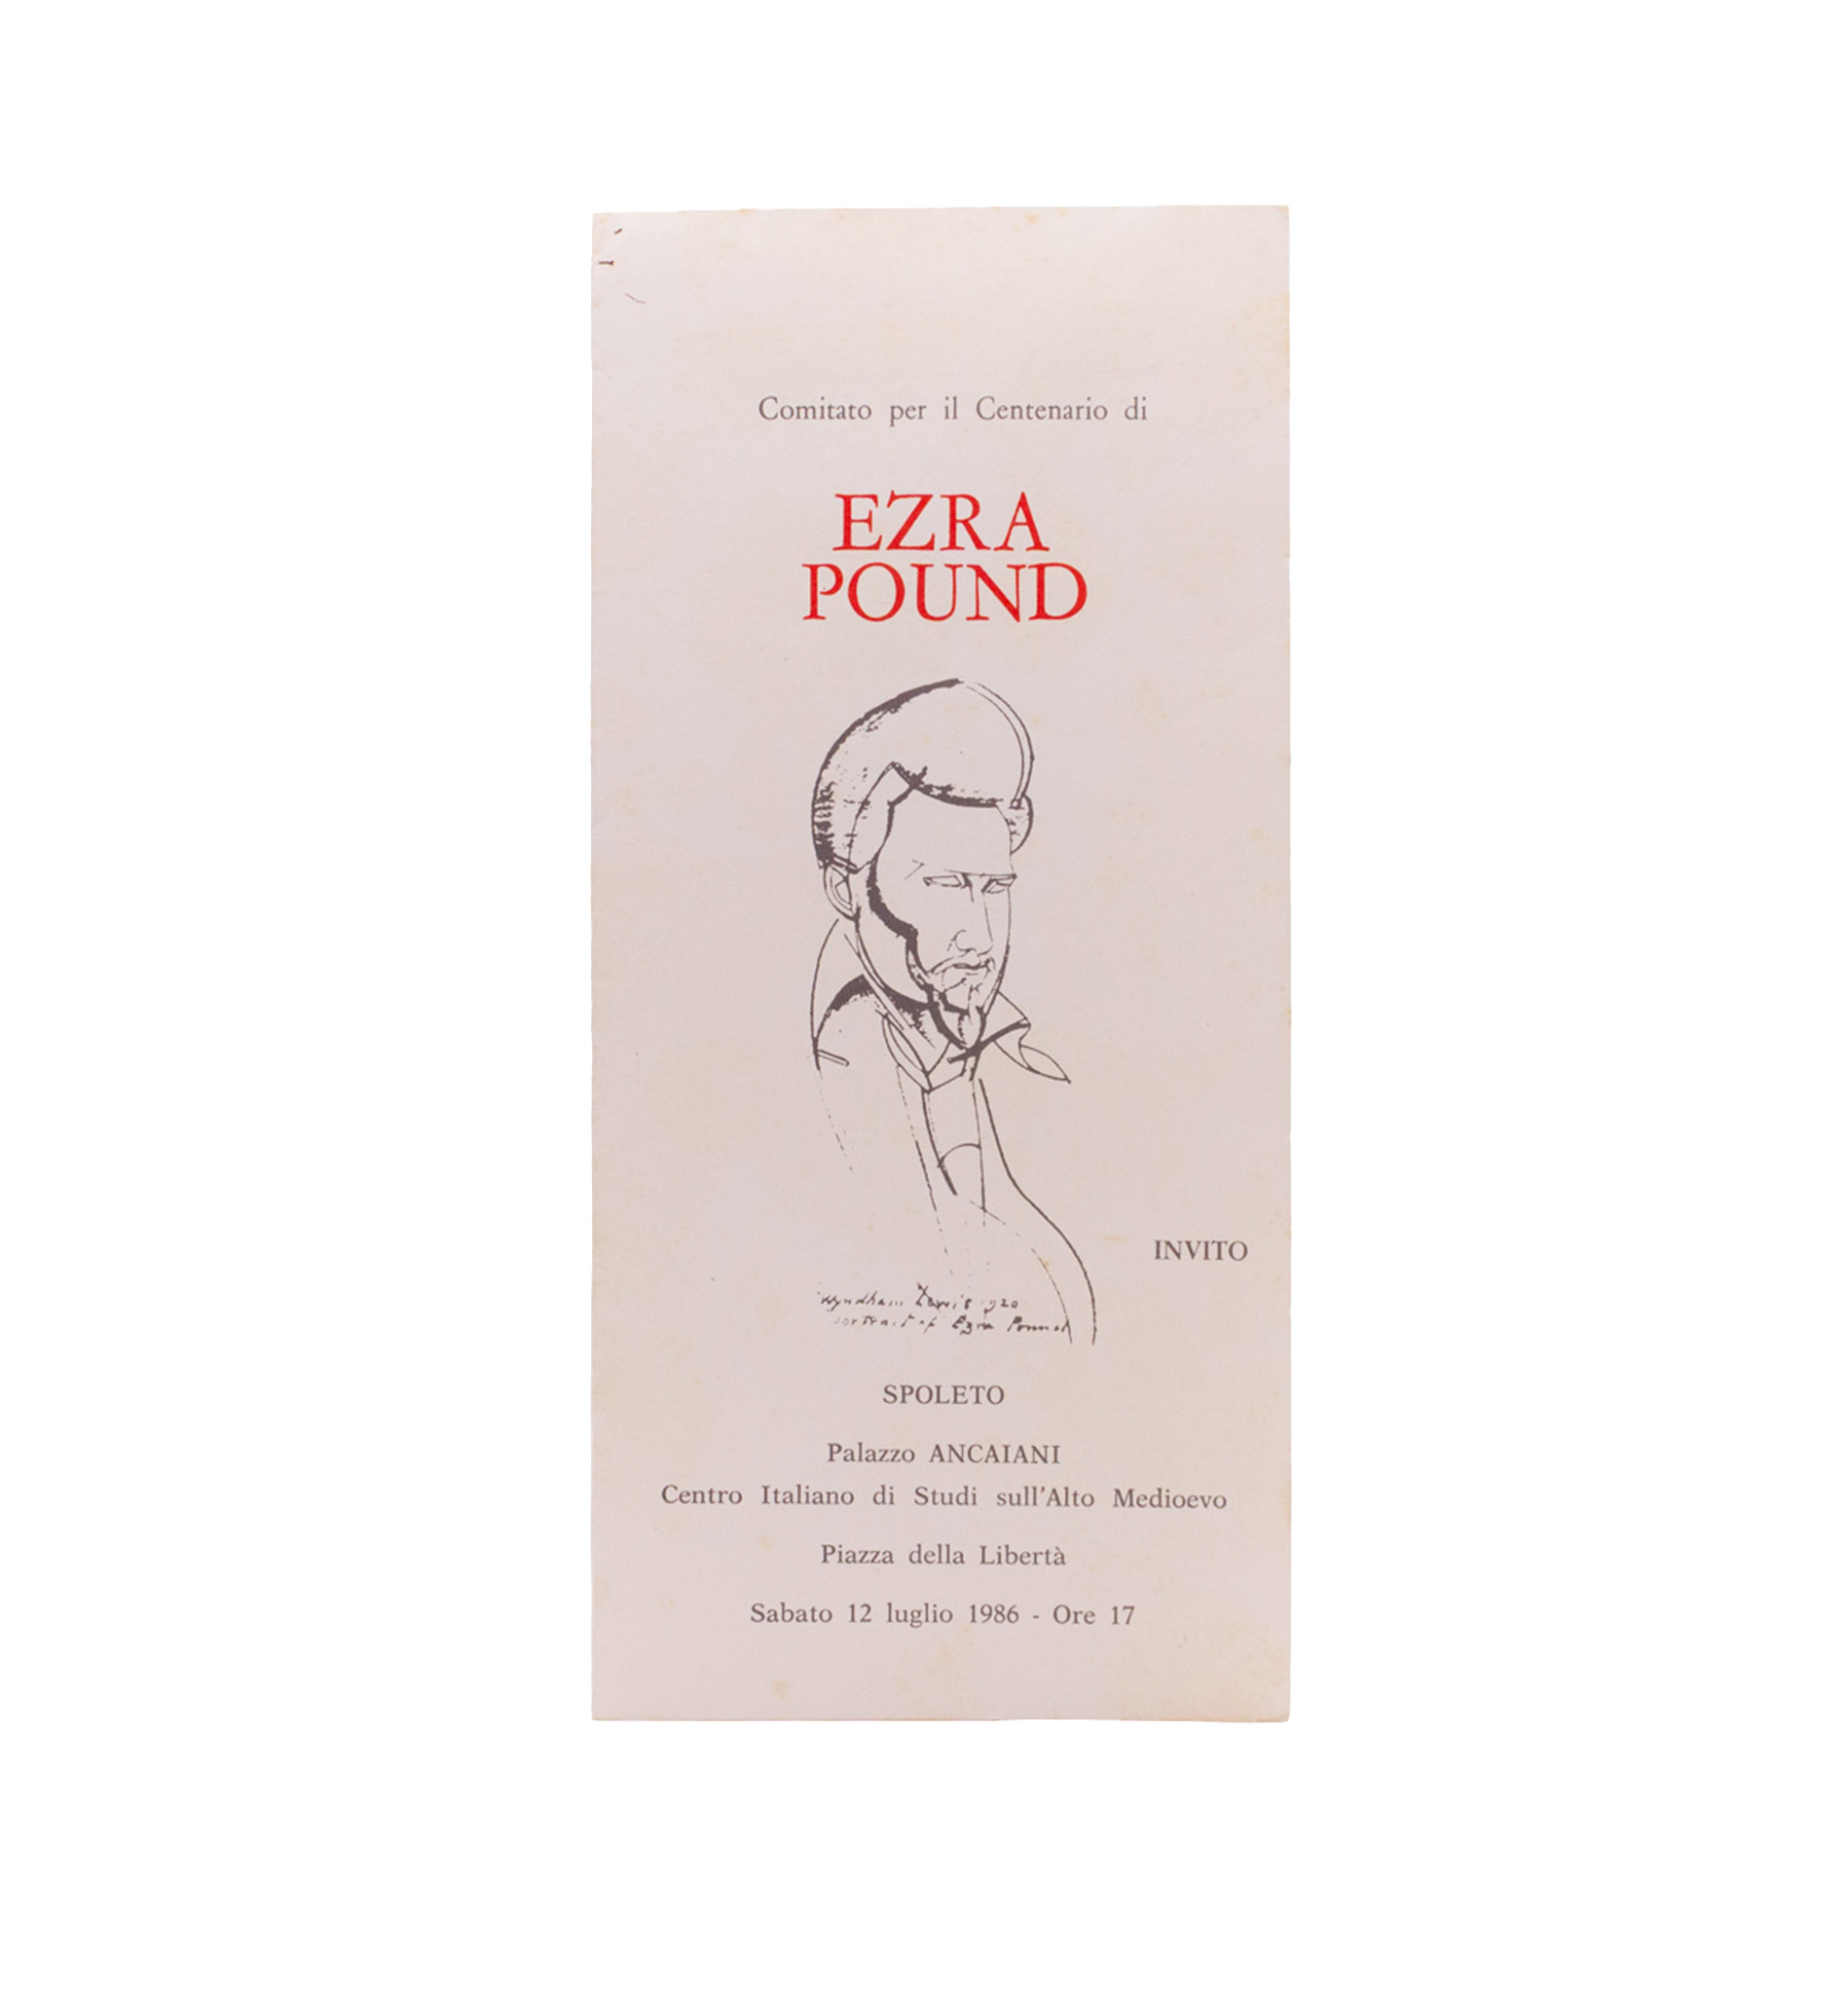 Comitato per il Centenario di
EZRA
POUND
INVITO
Wyndham Lewis 1920
portrait of Ezra Pound
SPOLETO
Palazzo ANCAIANI
Centro Italiano di Studi sull'Alto Medioevo
Piazza della Libertà
Sabato 12 luglio 1986 - Ore 17